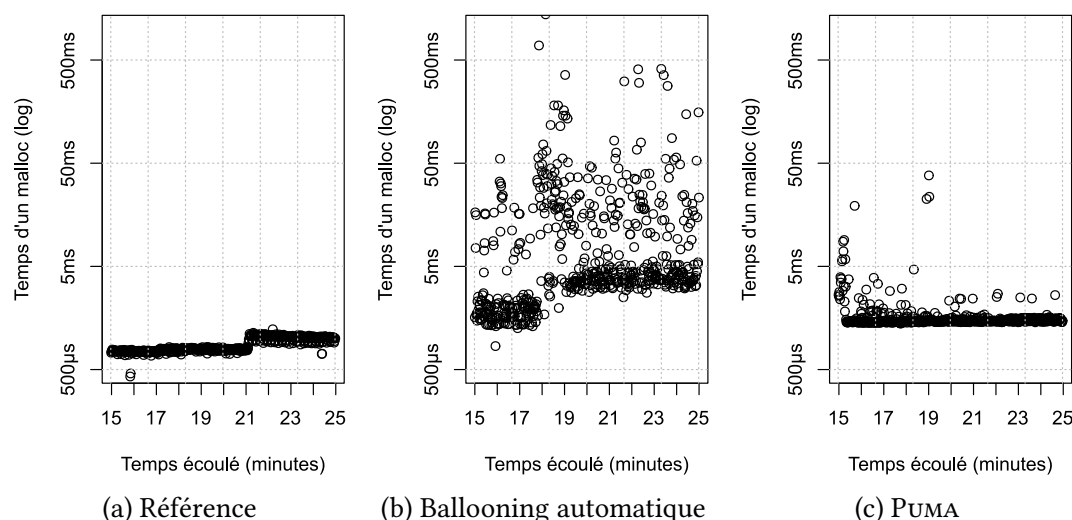 Temps d'un malloc (log)
500µs
5ms
50ms
500ms
15 17 19 21 23 25
Temps écoulé (minutes)
(a) Référence
Temps d'un malloc (log)
500µs
5ms
50ms
500ms
15 17 19 21 23 25
Temps écoulé (minutes)
(b) Ballooning automatique
Temps d'un malloc (log)
500µs
5ms
50ms
500ms
15 17 19 21 23 25
Temps écoulé (minutes)
(c) PUMA